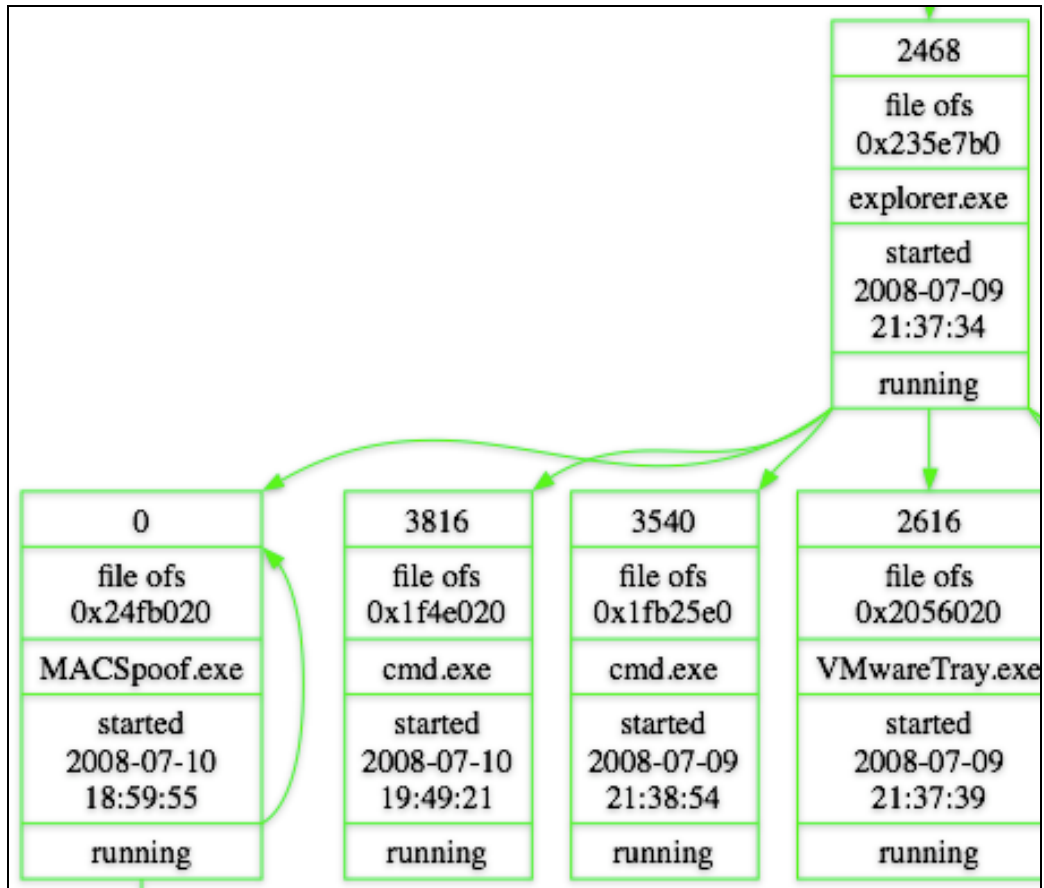 2468
file ofs
0x235e7b0
explorer.exe
started
2008-07-09
21:37:34
running
0
file ofs
0x24fb020
MACSpoof.exe
started
2008-07-10
18:59:55
running
3816
file ofs
0x1f4e020
cmd.exe
started
2008-07-10
19:49:21
running
3540
file ofs
0x1fb25e0
cmd.exe
started
2008-07-09
21:38:54
running
2616
file ofs
0x2056020
VMwareTray.exe
started
2008-07-09
21:37:39
running